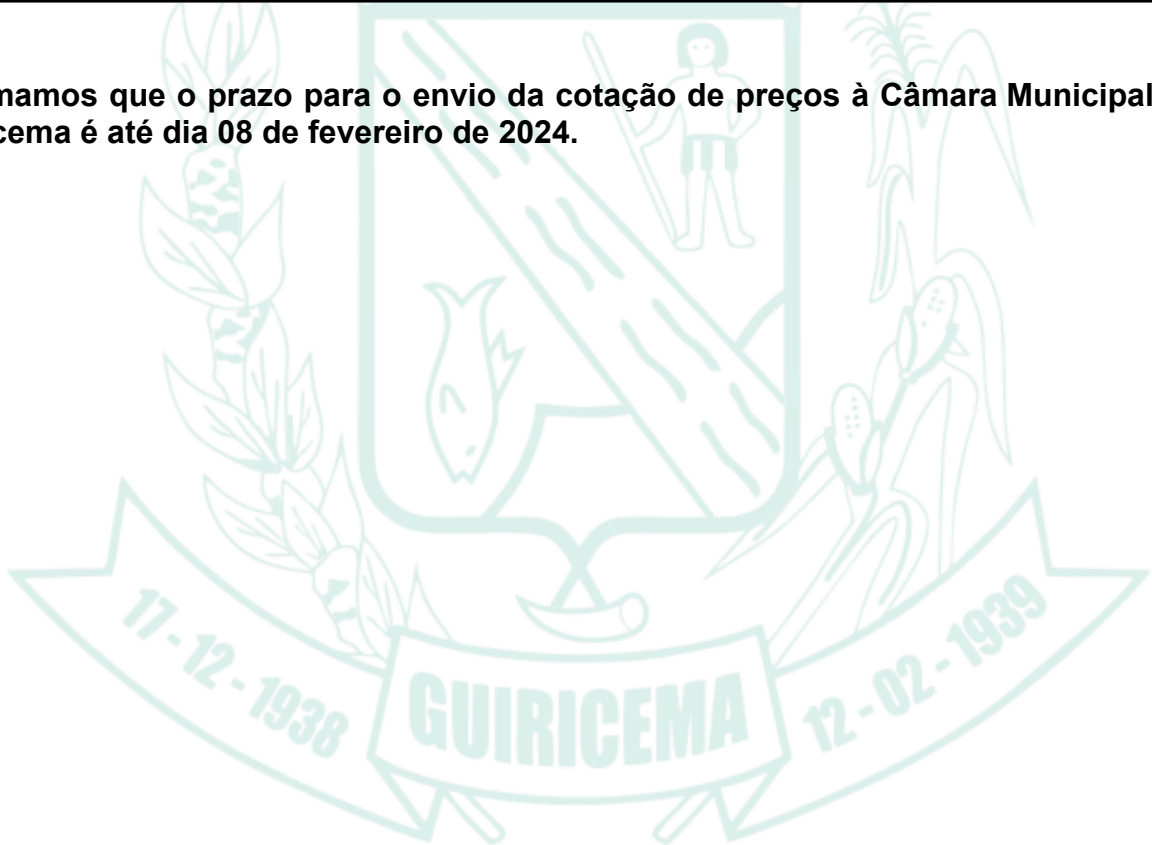 mamos que o prazo para o envio da cotação de preços à Câmara Municipal
cema é até dia 08 de fevereiro de 2024.
17-12-1938
GUIRICEMA
12-02-1939